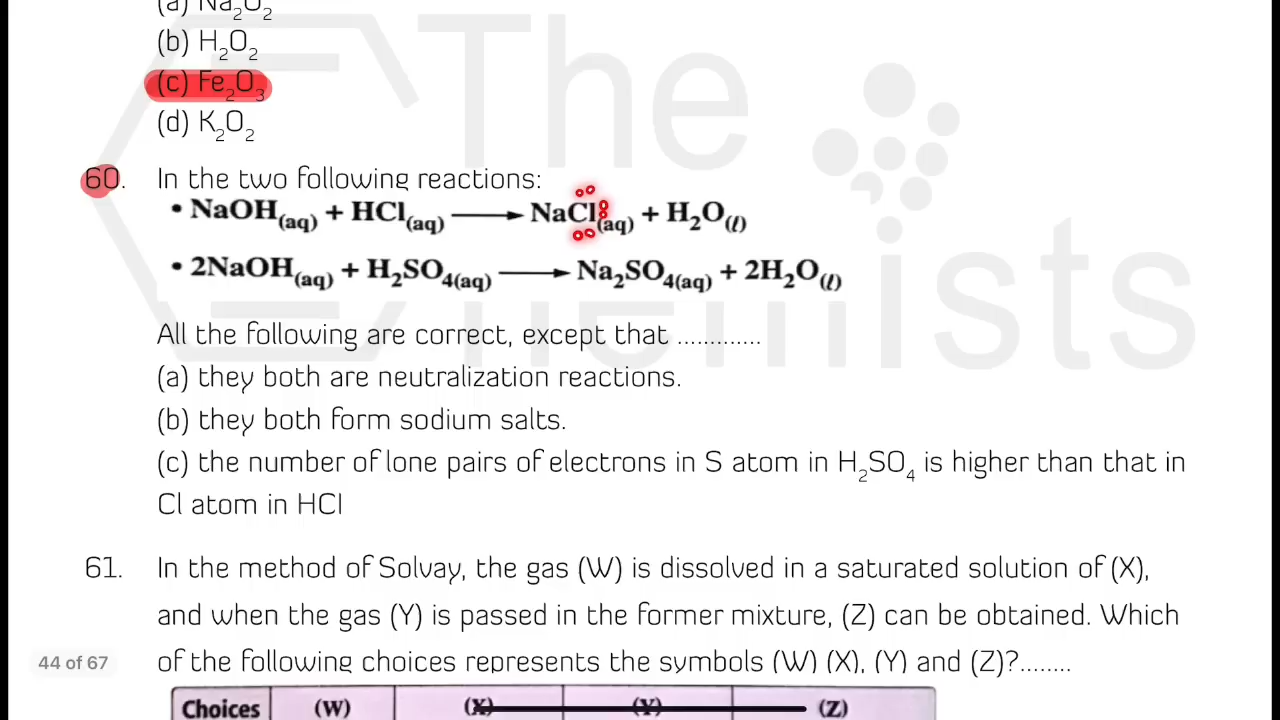 (a) Na₂O₂
(b) H₂O₂
(c) Fe₂O₃
(d) K₂O₂
60. In the two following reactions:
• NaOH(aq) + HCl(aq) ⟶ NaCl(aq) + H₂O(l)
• 2NaOH(aq) + H₂SO₄(aq) ⟶ Na₂SO₄(aq) + 2H₂O(l)
All the following are correct, except that .............
(a) they both are neutralization reactions.
(b) they both form sodium salts.
(c) the number of lone pairs of electrons in S atom in H₂SO₄ is higher than that in
Cl atom in HCl
61. In the method of Solvay, the gas (W) is dissolved in a saturated solution of (X),
and when the gas (Y) is passed in the former mixture, (Z) can be obtained. Which
of the following choices represents the symbols (W) (X), (Y) and (Z)?........
44 of 67
Choices (W) (X) (Y) (Z)
The
Chemists